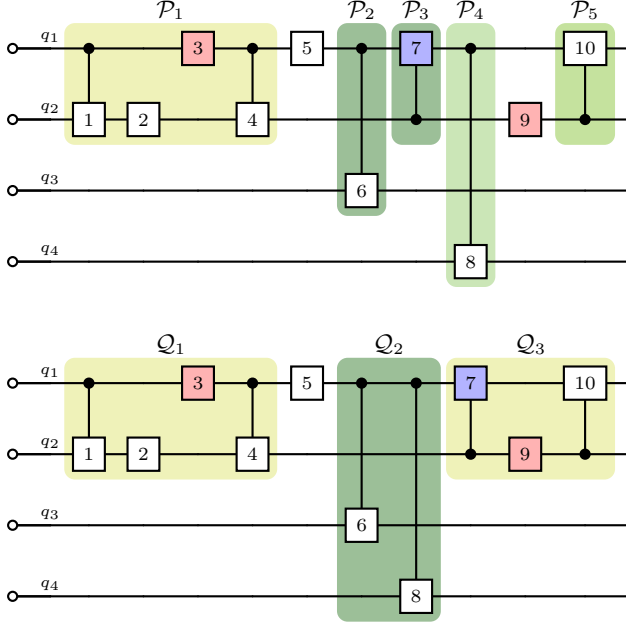 𝒫₁ 𝒫₂ 𝒫₃ 𝒫₄ 𝒫₅
q₁ 3 5 7 10
q₂ 1 2 4 9
q₃ 6
q₄ 8
𝒬₁ 𝒬₂ 𝒬₃
q₁ 3 5 7 10
q₂ 1 2 4 9
q₃ 6
q₄ 8